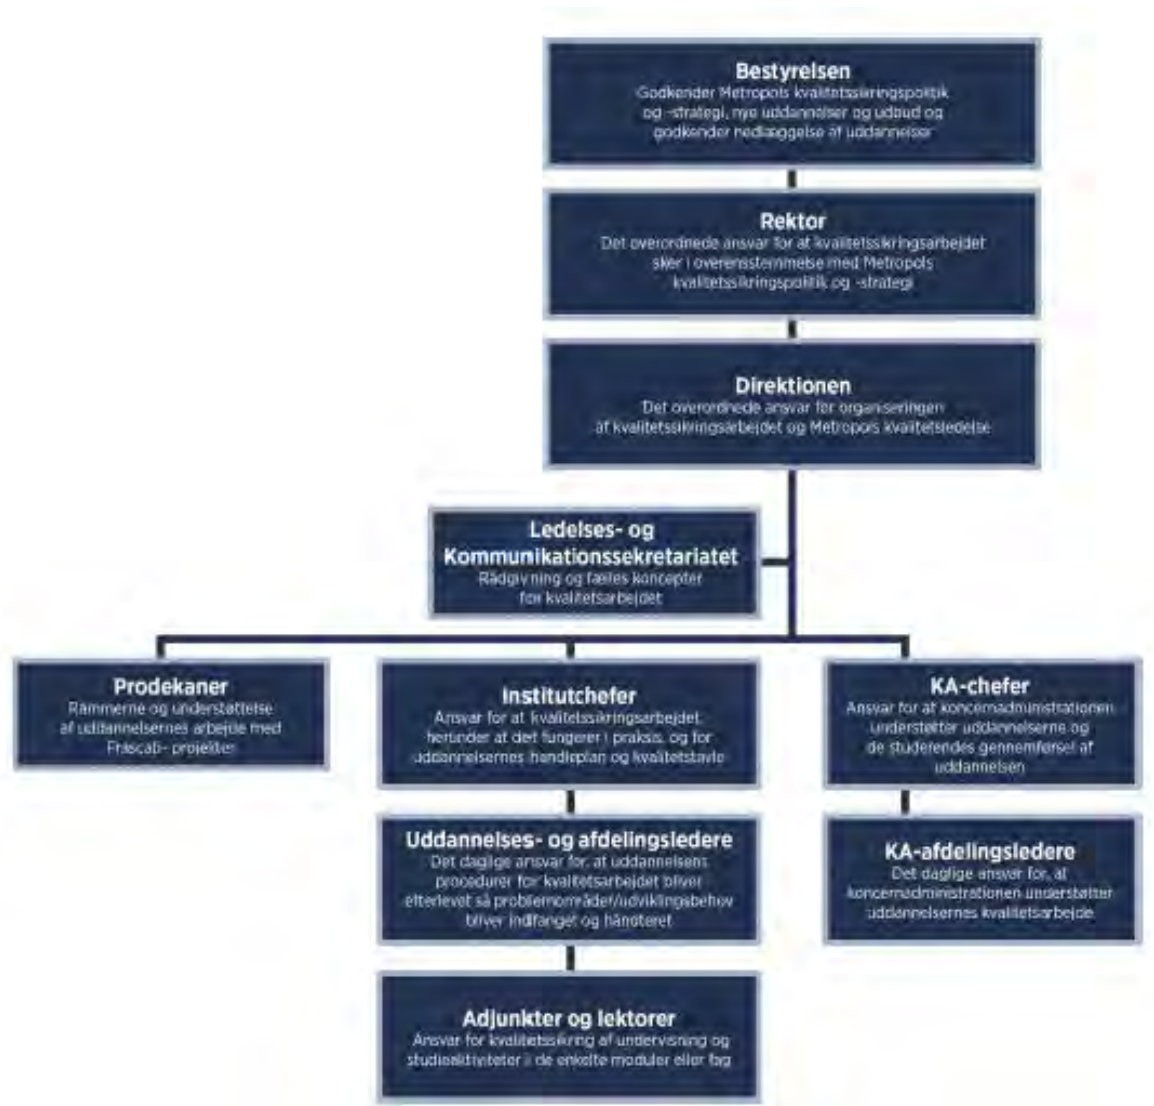 Bestyrelsen
Godkender Metropols kvalitetssikringspolitik
og -strategi, nye uddannelser og udbud og
godkender nedlæggelse af uddannelser
Rektor
Det overordnede ansvar for at kvalitetssikringsarbejdet
sker i overensstemmelse med Metropols
kvalitetssikringspolitik og -strategi
Direktionen
Det overordnede ansvar for organiseringen
af kvalitetssikringsarbejdet og Metropols kvalitetsledelse
Ledelses- og
Kommunikationssekretariatet
Rådgivning og fælles koncepter
for kvalitetsarbejdet
Prodekaner
Rammerne og understøttelse
af uddannelsernes arbejde med
Frascati- projekter
Institutchefer
Ansvar for at kvalitetssikringsarbejdet,
herunder at det fungerer i praksis, og for
uddannelsernes handleplan og kvalitetstavle
KA-chefer
Ansvar for at koncernadministrationen
understøtter uddannelserne og
de studerendes gennemførsel af
uddannelsen
Uddannelses- og afdelingsledere
Det daglige ansvar for, at uddannelsens
procedurer for kvalitetsarbejdet bliver
efterlevet så problemområder/udviklingsbehov
bliver indfanget og håndteret
KA-afdelingsledere
Det daglige ansvar for, at
koncernadministrationen understøtter
uddannelsernes kvalitetsarbejde
Adjunkter og lektorer
Ansvar for kvalitetssikring af undervisning og
studieaktiviteter i de enkelte moduler eller fag